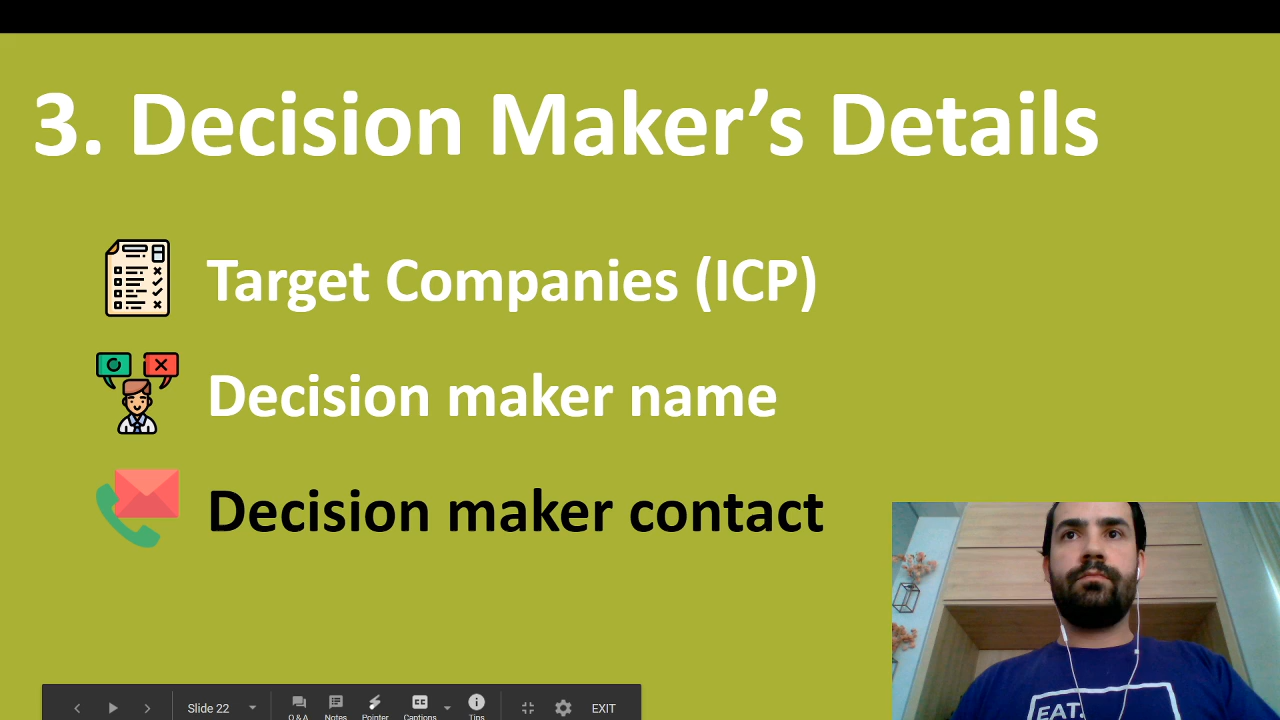 3. Decision Maker’s Details
Target Companies (ICP)
Decision maker name
Decision maker contact
EAT.
Slide 22
Q&A
Notes
Pointer
Captions
Tips
EXIT